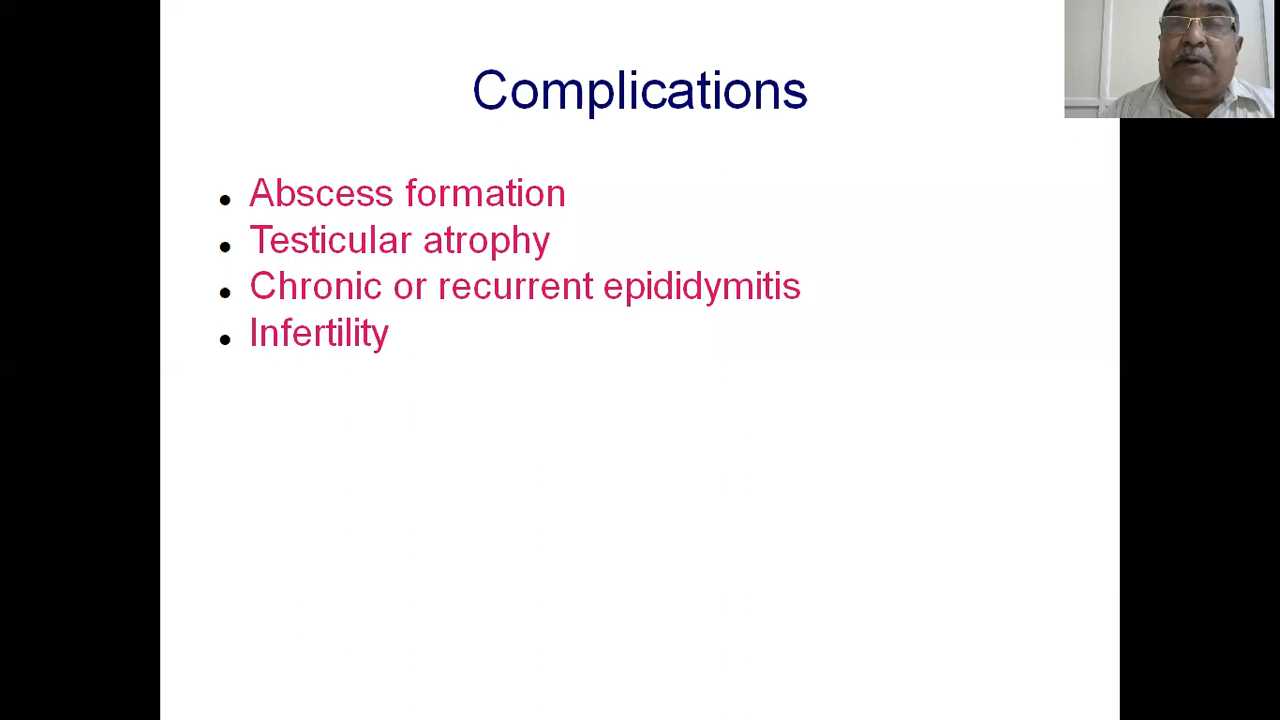 Complications
• Abscess formation
• Testicular atrophy
• Chronic or recurrent epididymitis
• Infertility